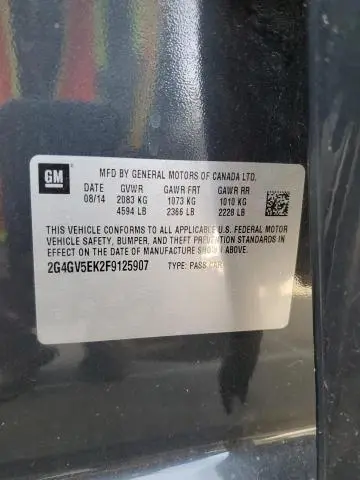 GM
MFD BY GENERAL MOTORS OF CANADA LTD.
DATE GVWR GAWR FRT GAWR RR
08/14 2083 KG 1073 KG 1010 KG
4594 LB 2366 LB 2228 LB
THIS VEHICLE CONFORMS TO ALL APPLICABLE U.S. FEDERAL MOTOR
VEHICLE SAFETY, BUMPER, AND THEFT PREVENTION STANDARDS IN
EFFECT ON THE DATE OF MANUFACTURE SHOWN ABOVE.
2G4GV5EK2F9125907 TYPE: PASS CAR